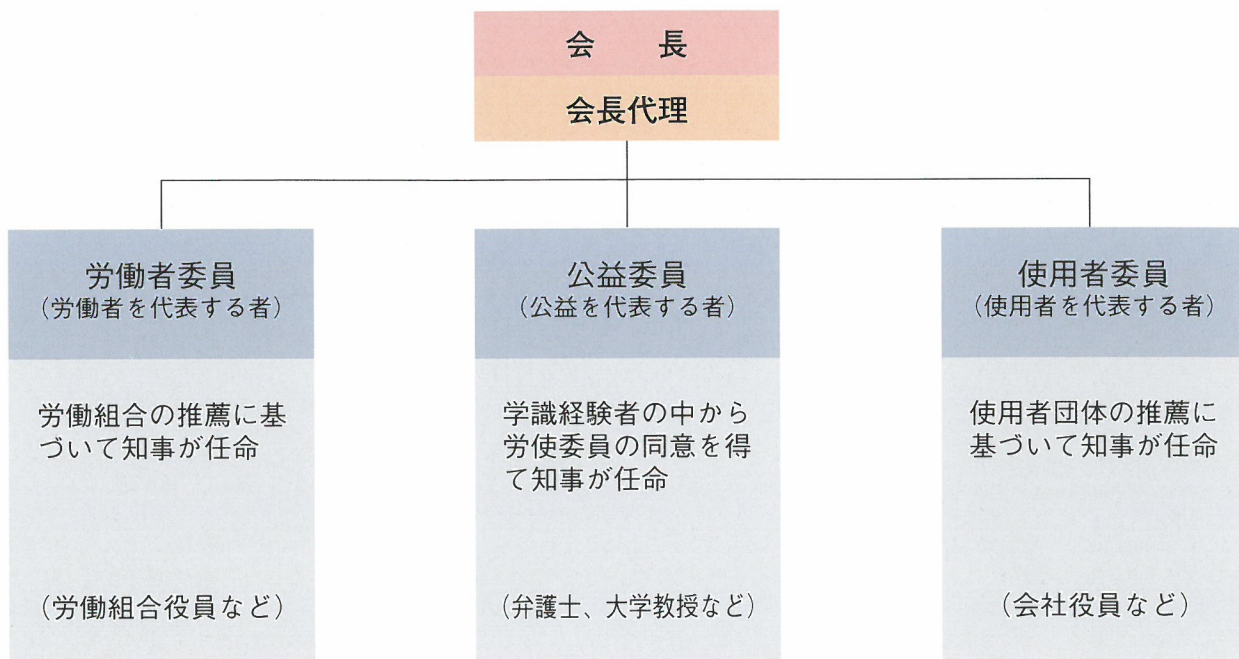 会　　長
会長代理
労働者委員
（労働者を代表する者）
労働組合の推薦に基
づいて知事が任命
（労働組合役員など）
公益委員
（公益を代表する者）
学識経験者の中から
労使委員の同意を得
て知事が任命
（弁護士、大学教授など）
使用者委員
（使用者を代表する者）
使用者団体の推薦に
基づいて知事が任命
（会社役員など）